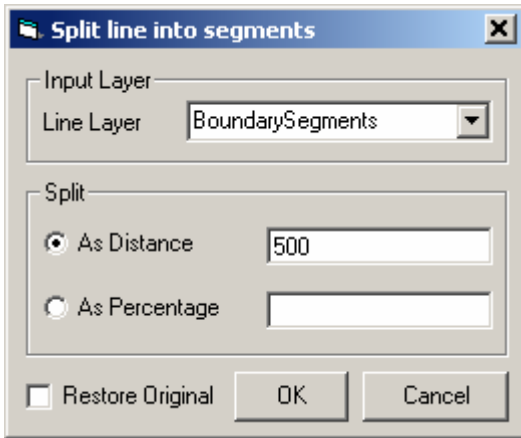 Split line into segments
Input Layer
Line Layer BoundarySegments
Split
As Distance 500
As Percentage
Restore Original OK Cancel